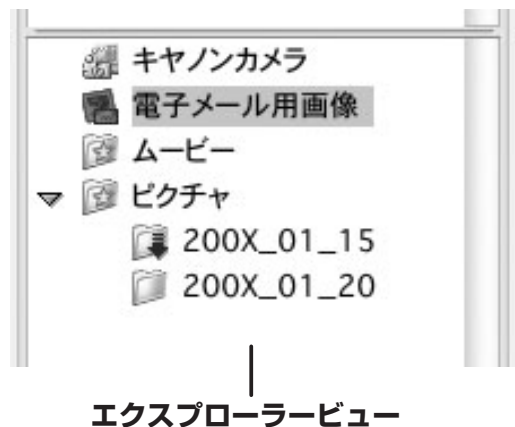 キヤノンカメラ
電子メール用画像
ムービー
ピクチャ
200X_01_15
200X_01_20
エクスプローラービュー